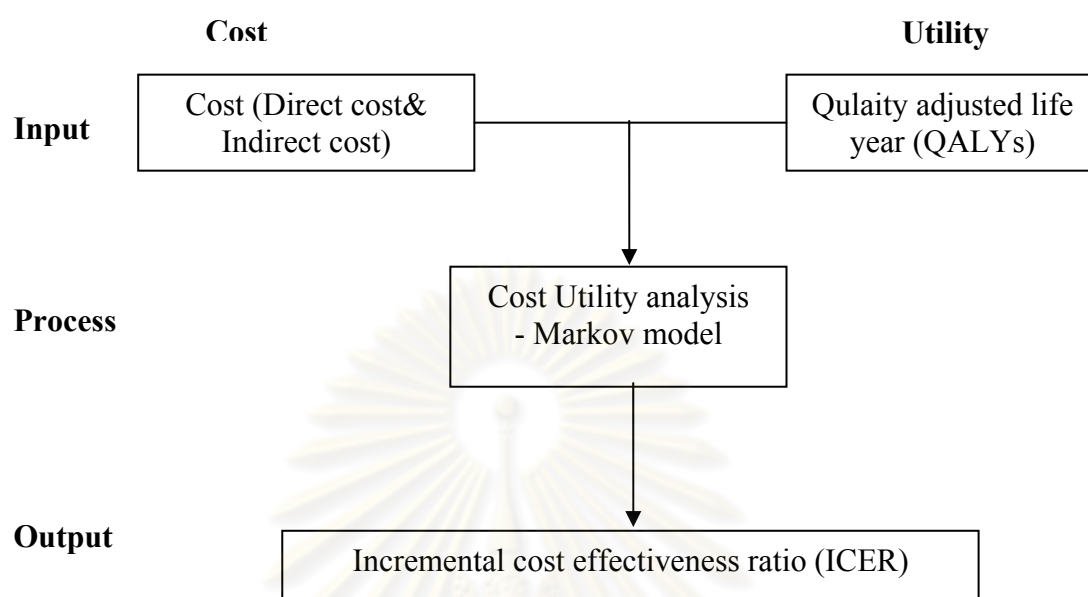 Cost
Utility
Input
Cost (Direct cost&
Indirect cost)
Qulaity adjusted life
year (QALYs)
Process
Cost Utility analysis
- Markov model
Output
Incremental cost effectiveness ratio (ICER)